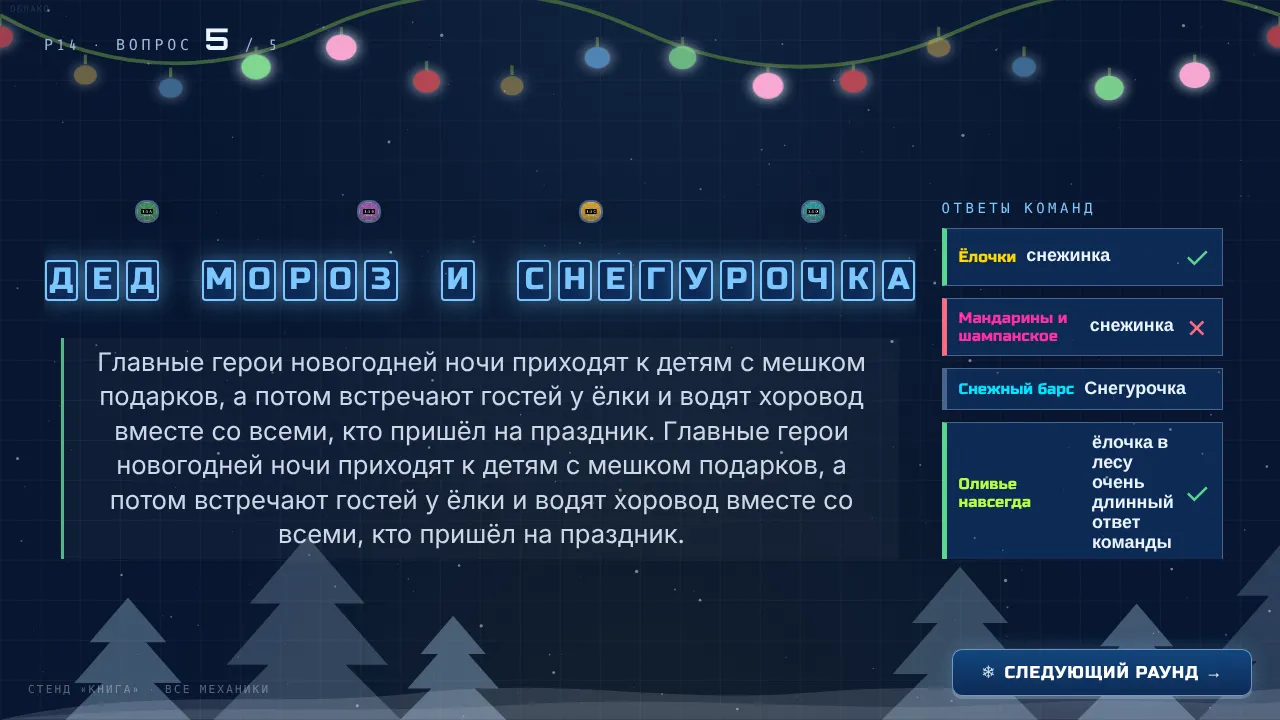 ОБЛАКО
Р14 · ВОПРОС 5 / 5
ДЕД МОРОЗ И СНЕГУРОЧКА
Главные герои новогодней ночи приходят к детям с мешком
подарков, а потом встречают гостей у ёлки и водят хоровод
вместе со всеми, кто пришёл на праздник. Главные герои
новогодней ночи приходят к детям с мешком подарков, а
потом встречают гостей у ёлки и водят хоровод вместе со
всеми, кто пришёл на праздник.
ОТВЕТЫ КОМАНД
Ёлочки снежинка
Мандарины и
шампанское
снежинка
Снежный барс Снегурочка
Оливье
навсегда
ёлочка в
лесу
очень
длинный
ответ
команды
СЛЕДУЮЩИЙ РАУНД →
СТЕНД «КНИГА» · ВСЕ МЕХАНИКИ